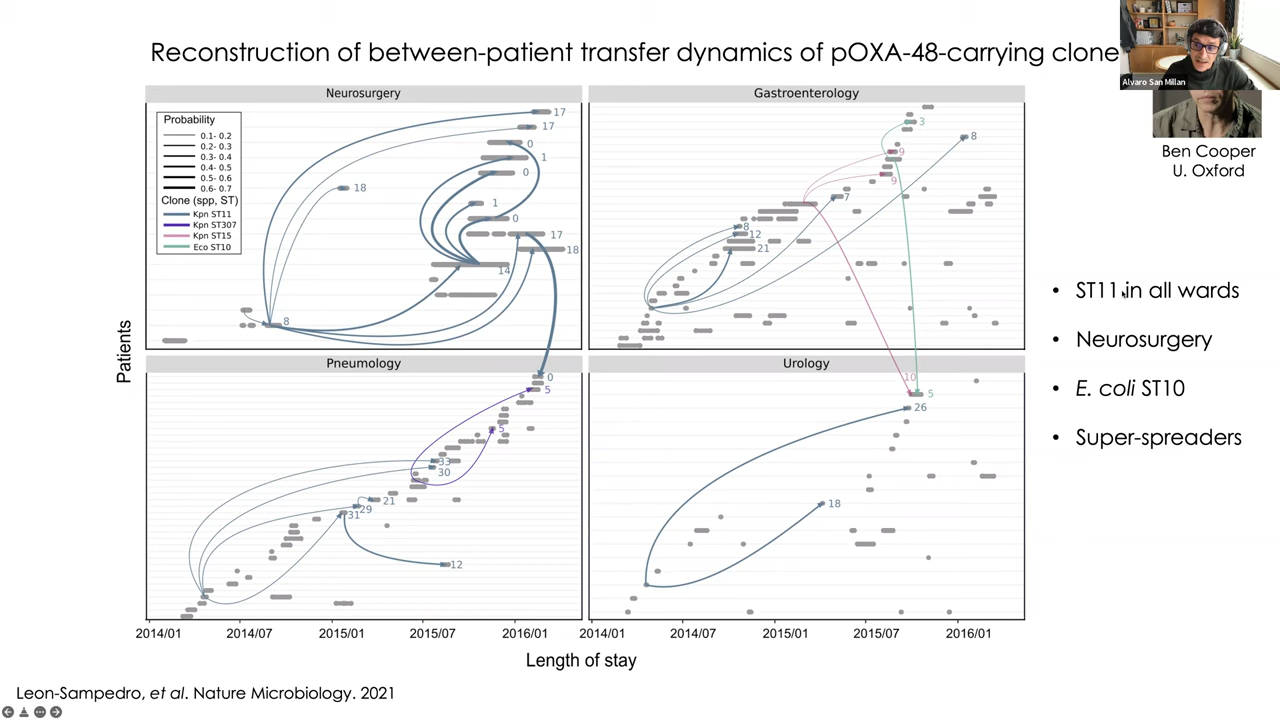 Reconstruction of between-patient transfer dynamics of pOXA-48-carrying clone
Alvaro San Millan
Ben Cooper
U. Oxford
Neurosurgery
Gastroenterology
Probability
0.1- 0.2
0.2- 0.3
0.3- 0.4
0.4- 0.5
0.5- 0.6
0.6- 0.7
Clone (spp, ST)
Kpn ST11
Kpn ST307
Kpn ST15
Eco ST10
17
17
0
1
18
0
1
0
17
18
14
8
3
8
9
9
7
8
12
21
Patients
Pneumology
Urology
0
5
5
33
30
21
29
31
12
10
5
26
18
2014/01
2014/07
2015/01
2015/07
2016/01
2014/01
2014/07
2015/01
2015/07
2016/01
Length of stay
• ST11 in all wards
• Neurosurgery
• E. coli ST10
• Super-spreaders
Leon-Sampedro, et al. Nature Microbiology. 2021